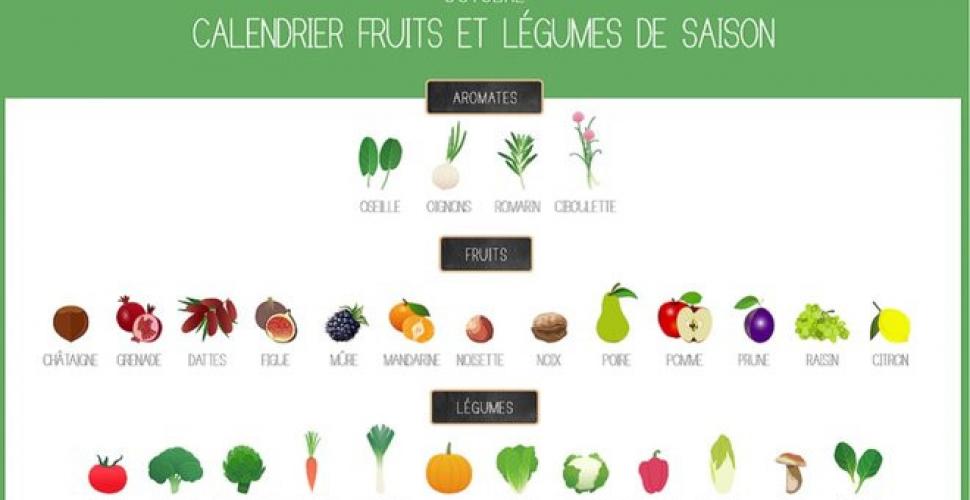 OCTOBRE
CALENDRIER FRUITS ET LÉGUMES DE SAISON
AROMATES
OSEILLE OIGNONS ROMARIN CIBOULETTE
FRUITS
CHÂTAIGNE GRENADE DATTES FIGUE MÛRE MANDARINE NOISETTE NOIX POIRE POMME PRUNE RAISIN CITRON
LÉGUMES